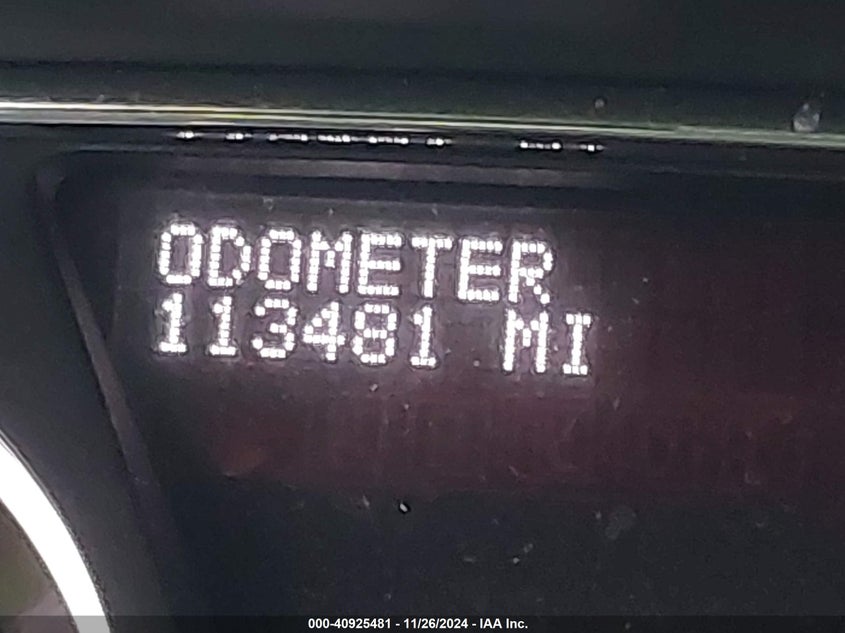 ODOMETER
113481 MI
000-40925481 - 11/26/2024 - IAA Inc.